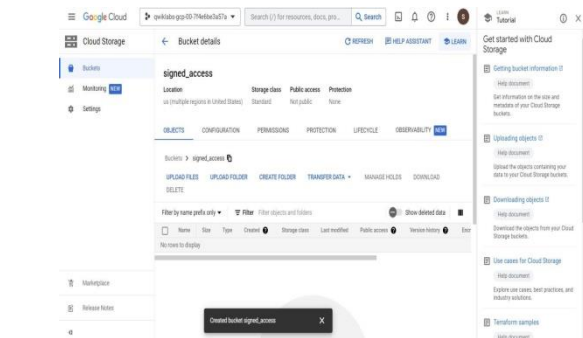 Google Cloud
qwiklabs-gcp-00-7f4e6be3a57a
Search (/) for resources, docs, pro...
Search
S
LEARN
Tutorial
Cloud Storage
Bucket details
REFRESH
HELP ASSISTANT
LEARN
Get started with Cloud Storage
Buckets
Monitoring NEW
Settings
signed_access
Location
Storage class
Public access
Protection
us (multiple regions in United States)
Standard
Not public
None
OBJECTS
CONFIGURATION
PERMISSIONS
PROTECTION
LIFECYCLE
OBSERVABILITY NEW
Buckets > signed_access
UPLOAD FILES
UPLOAD FOLDER
CREATE FOLDER
TRANSFER DATA
MANAGE HOLDS
DOWNLOAD
DELETE
Filter by name prefix only
Filter
Filter objects and folders
Show deleted data
Name
Size
Type
Created
Storage class
Last modified
Public access
Version history
No rows to display
Created bucket signed_access X
Marketplace
Release Notes
Getting bucket information
Help document
Get information on the size and
metadata of your Cloud Storage
buckets.
Uploading objects
Help document
Upload the objects containing your
data to your Cloud Storage buckets.
Downloading objects
Help document
Download the objects from your Cloud
Storage buckets.
Use cases for Cloud Storage
Help document
Explore use cases, best practices, and
industry solutions.
Terraform samples
Help document